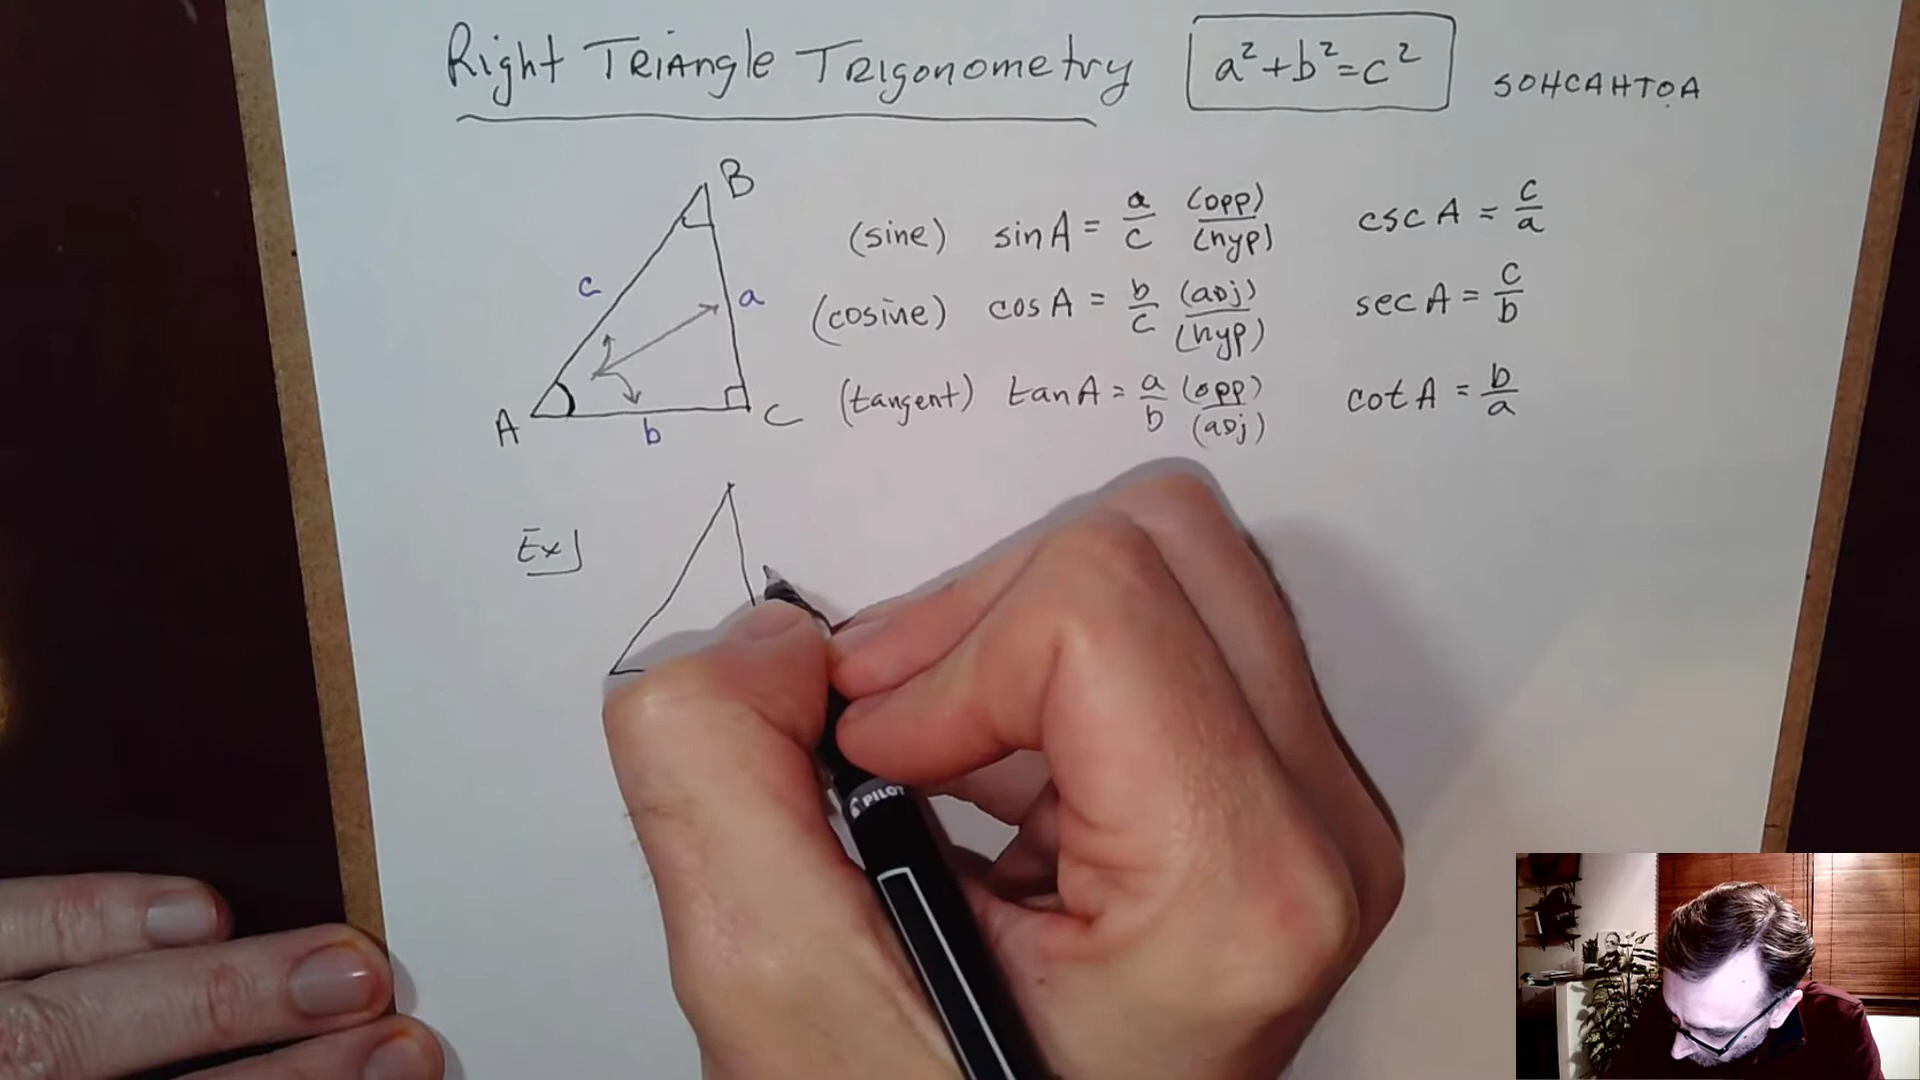 Right TRiAngle TRigonometry
a²+b²=c²
SOHCAHTOA
B
c
a
A
b
C
(sine) sin A = a/c (opp)/(hyp)
csc A = c/a
(cosine) cos A = b/c (aDj)/(hyp)
sec A = c/b
(tangent) tan A = a/b (opp)/(aDj)
cot A = b/a
Ex
PILOT